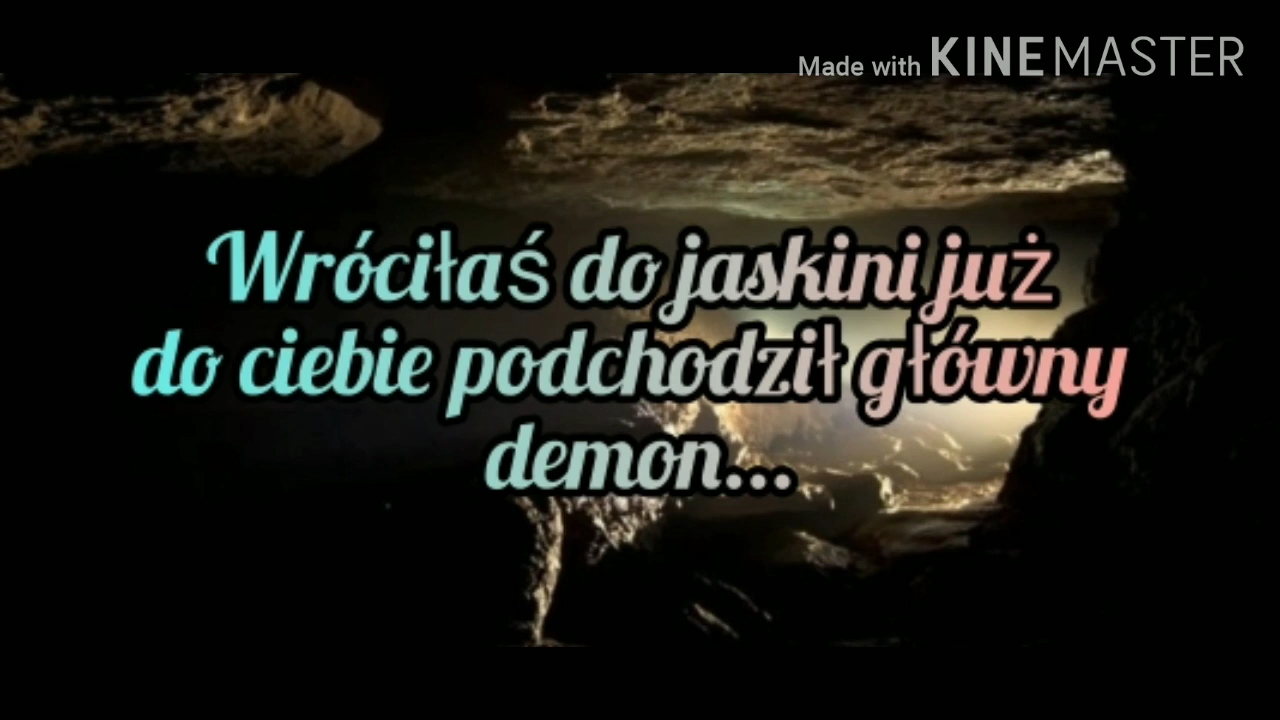 Made with KINEMASTER
Wróciłaś do jaskini już
do ciebie podchodził główny
demon...